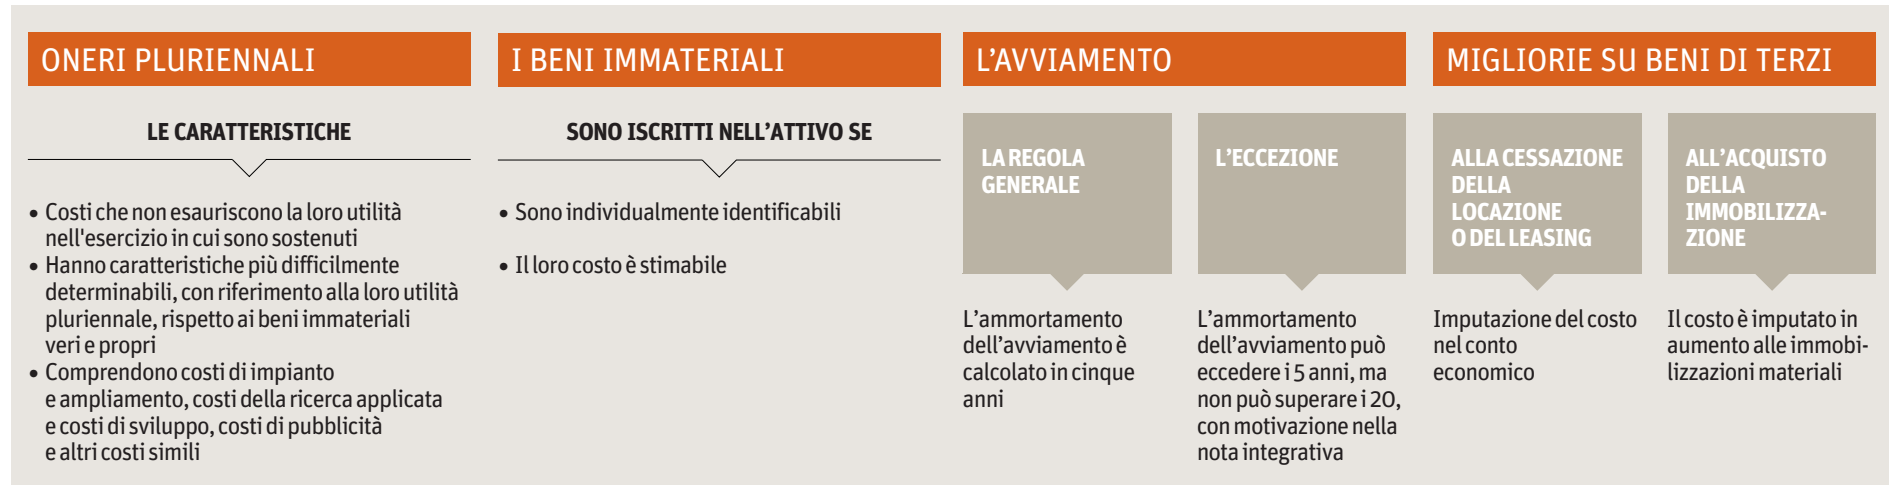 ONERI PLURIENNALI
LE CARATTERISTICHE
• Costi che non esauriscono la loro utilità
nell'esercizio in cui sono sostenuti
• Hanno caratteristiche più difficilmente
determinabili, con riferimento alla loro utilità
pluriennale, rispetto ai beni immateriali
veri e propri
• Comprendono costi di impianto
e ampliamento, costi della ricerca applicata
e costi di sviluppo, costi di pubblicità
e altri costi simili
I BENI IMMATERIALI
SONO ISCRITTI NELL’ATTIVO SE
• Sono individualmente identificabili
• Il loro costo è stimabile
L’AVVIAMENTO
LA REGOLA
GENERALE
L’ammortamento
dell’avviamento è
calcolato in cinque
anni
L’ECCEZIONE
L’ammortamento
dell’avviamento può
eccedere i 5 anni, ma
non può superare i 20,
con motivazione nella
nota integrativa
MIGLIORIE SU BENI DI TERZI
ALLA CESSAZIONE
DELLA
LOCAZIONE
O DEL LEASING
Imputazione del costo
nel conto
economico
ALL’ACQUISTO
DELLA
IMMOBILIZZA-
ZIONE
Il costo è imputato in
aumento alle immobi-
lizzazioni materiali